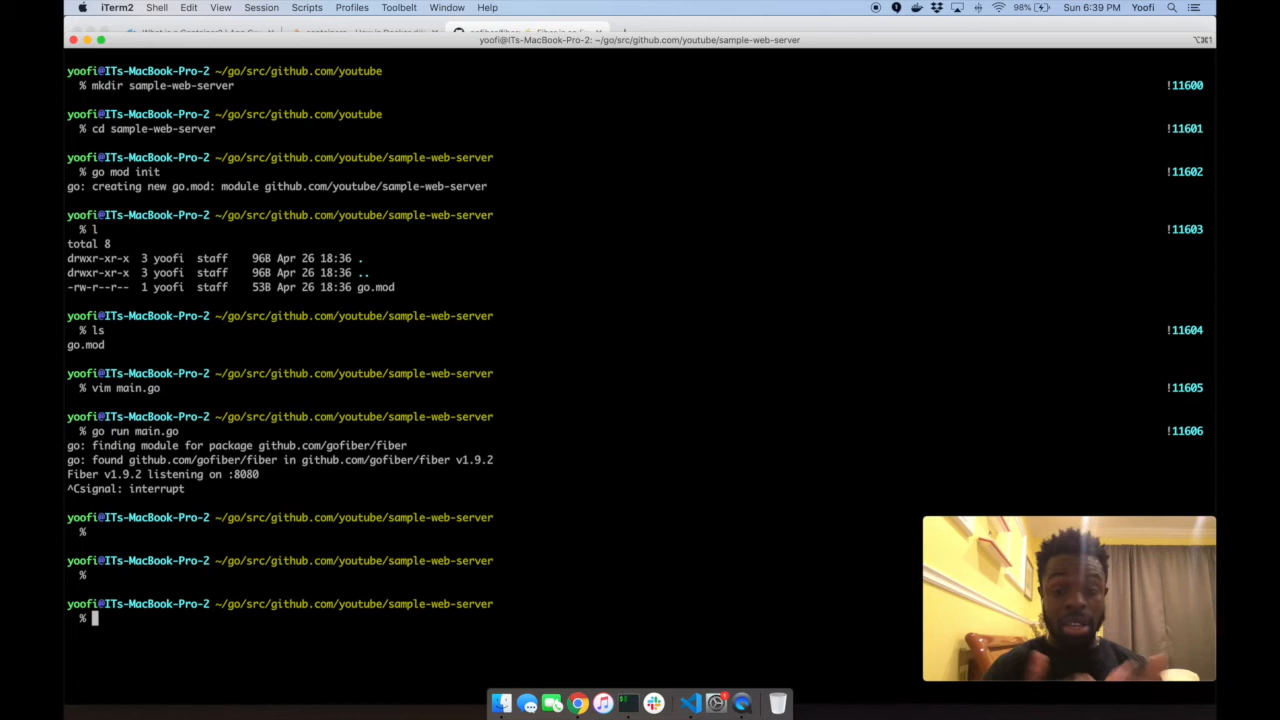 iTerm2 Shell Edit View Session Scripts Profiles Toolbelt Window Help 98% Sun 6:39 PM Yoofi
yoofi@ITs-MacBook-Pro-2: ~/go/src/github.com/youtube/sample-web-server ⌥⌘1
yoofi@ITs-MacBook-Pro-2 ~/go/src/github.com/youtube
% mkdir sample-web-server !11600
yoofi@ITs-MacBook-Pro-2 ~/go/src/github.com/youtube
% cd sample-web-server !11601
yoofi@ITs-MacBook-Pro-2 ~/go/src/github.com/youtube/sample-web-server
% go mod init !11602
go: creating new go.mod: module github.com/youtube/sample-web-server
yoofi@ITs-MacBook-Pro-2 ~/go/src/github.com/youtube/sample-web-server
% l !11603
total 8
drwxr-xr-x 3 yoofi staff 96B Apr 26 18:36 .
drwxr-xr-x 3 yoofi staff 96B Apr 26 18:36 ..
-rw-r--r-- 1 yoofi staff 53B Apr 26 18:36 go.mod
yoofi@ITs-MacBook-Pro-2 ~/go/src/github.com/youtube/sample-web-server
% ls !11604
go.mod
yoofi@ITs-MacBook-Pro-2 ~/go/src/github.com/youtube/sample-web-server
% vim main.go !11605
yoofi@ITs-MacBook-Pro-2 ~/go/src/github.com/youtube/sample-web-server
% go run main.go !11606
go: finding module for package github.com/gofiber/fiber
go: found github.com/gofiber/fiber in github.com/gofiber/fiber v1.9.2
Fiber v1.9.2 listening on :8080
^Csignal: interrupt
yoofi@ITs-MacBook-Pro-2 ~/go/src/github.com/youtube/sample-web-server
%
yoofi@ITs-MacBook-Pro-2 ~/go/src/github.com/youtube/sample-web-server
%
yoofi@ITs-MacBook-Pro-2 ~/go/src/github.com/youtube/sample-web-server
%